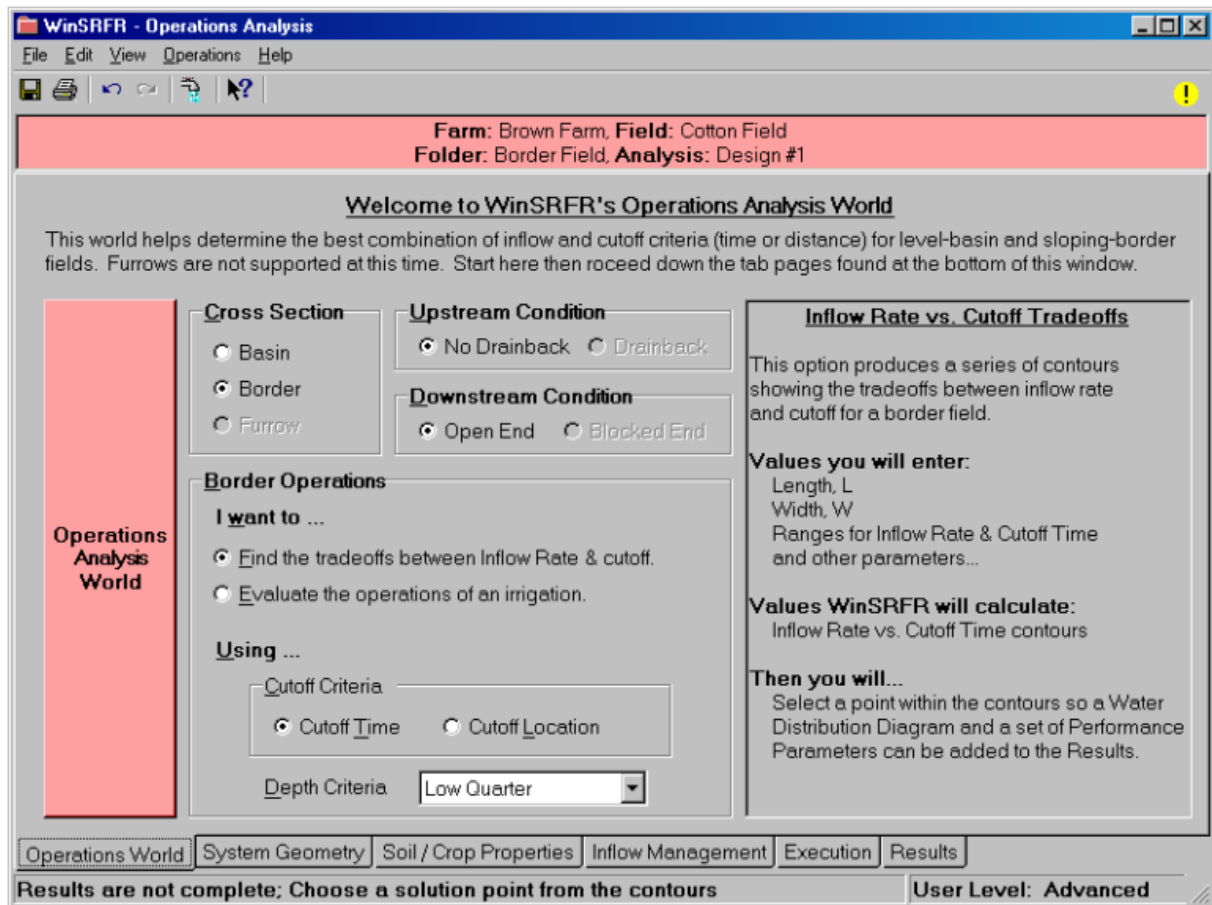 WinSRFR - Operations Analysis
File Edit View Operations Help
Farm: Brown Farm, Field: Cotton Field
Folder: Border Field, Analysis: Design #1
Welcome to WinSRFR's Operations Analysis World
This world helps determine the best combination of inflow and cutoff criteria (time or distance) for level-basin and sloping-border
fields. Furrows are not supported at this time. Start here then roceed down the tab pages found at the bottom of this window.
Operations
Analysis
World
Cross Section
Basin
Border
Furrow
Upstream Condition
No Drainback Drainback
Downstream Condition
Open End Blocked End
Border Operations
I want to ...
Find the tradeoffs between Inflow Rate & cutoff.
Evaluate the operations of an irrigation.
Using ...
Cutoff Criteria
Cutoff Time Cutoff Location
Depth Criteria Low Quarter
Inflow Rate vs. Cutoff Tradeoffs
This option produces a series of contours
showing the tradeoffs between inflow rate
and cutoff for a border field.
Values you will enter:
Length, L
Width, W
Ranges for Inflow Rate & Cutoff Time
and other parameters...
Values WinSRFR will calculate:
Inflow Rate vs. Cutoff Time contours
Then you will...
Select a point within the contours so a Water
Distribution Diagram and a set of Performance
Parameters can be added to the Results.
Operations World System Geometry Soil / Crop Properties Inflow Management Execution Results
Results are not complete; Choose a solution point from the contours User Level: Advanced